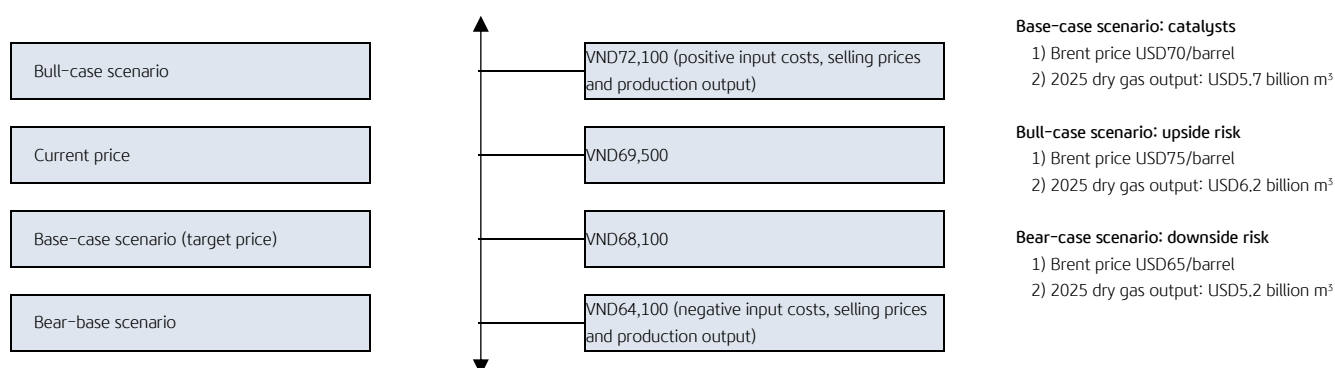 Bull-case scenario
VND72,100 (positive input costs, selling prices
and production output)
Current price
VND69,500
Base-case scenario (target price)
VND68,100
Bear-base scenario
VND64,100 (negative input costs, selling prices
and production output)
Base-case scenario: catalysts
1) Brent price USD70/barrel
2) 2025 dry gas output: USD5.7 billion m³
Bull-case scenario: upside risk
1) Brent price USD75/barrel
2) 2025 dry gas output: USD6.2 billion m³
Bear-case scenario: downside risk
1) Brent price USD65/barrel
2) 2025 dry gas output: USD5.2 billion m³